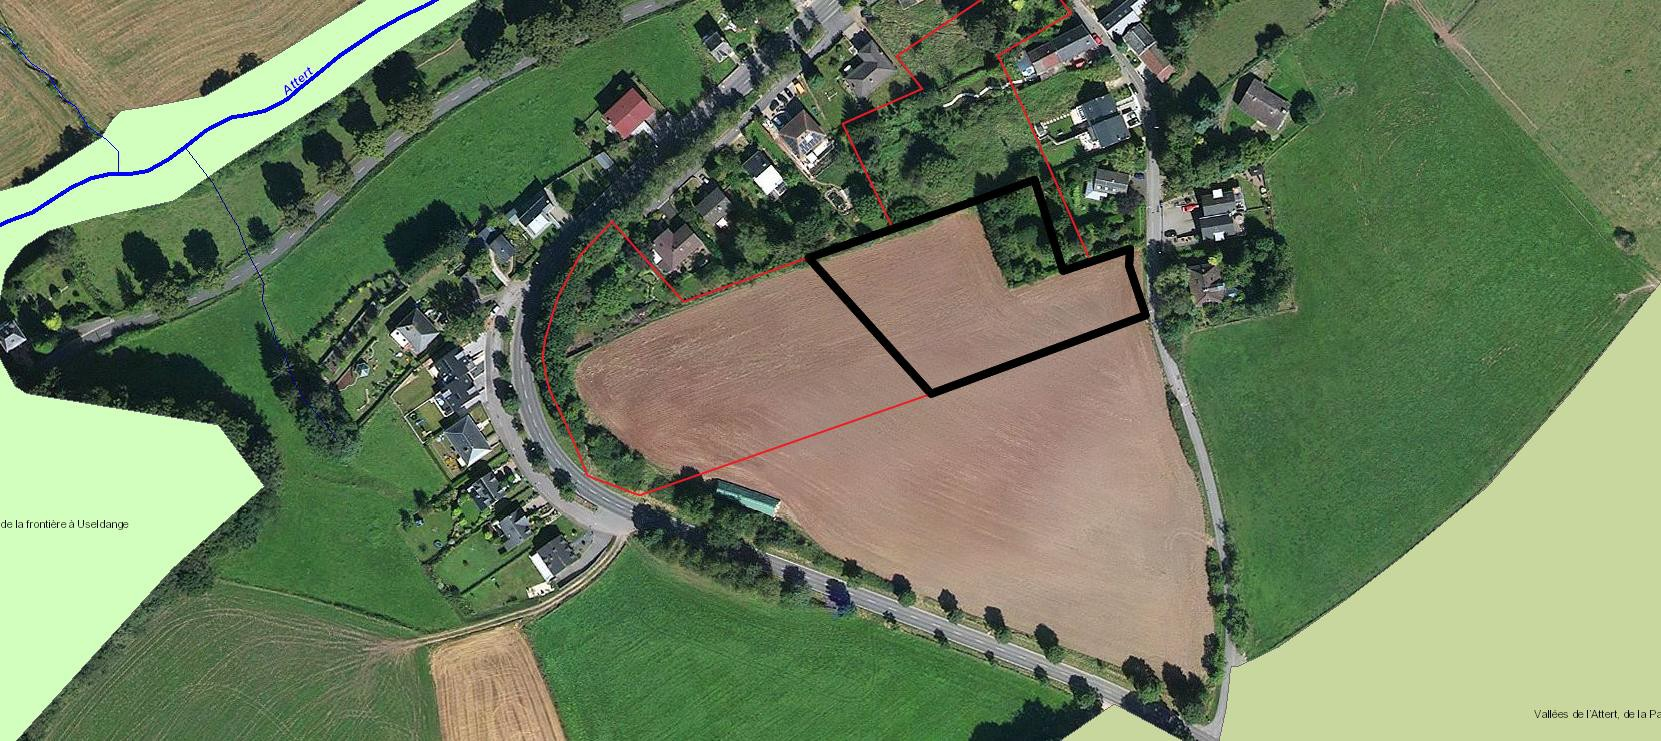 Attert
de la frontière à Useldange
Vallées de l'Attert, de la Pa